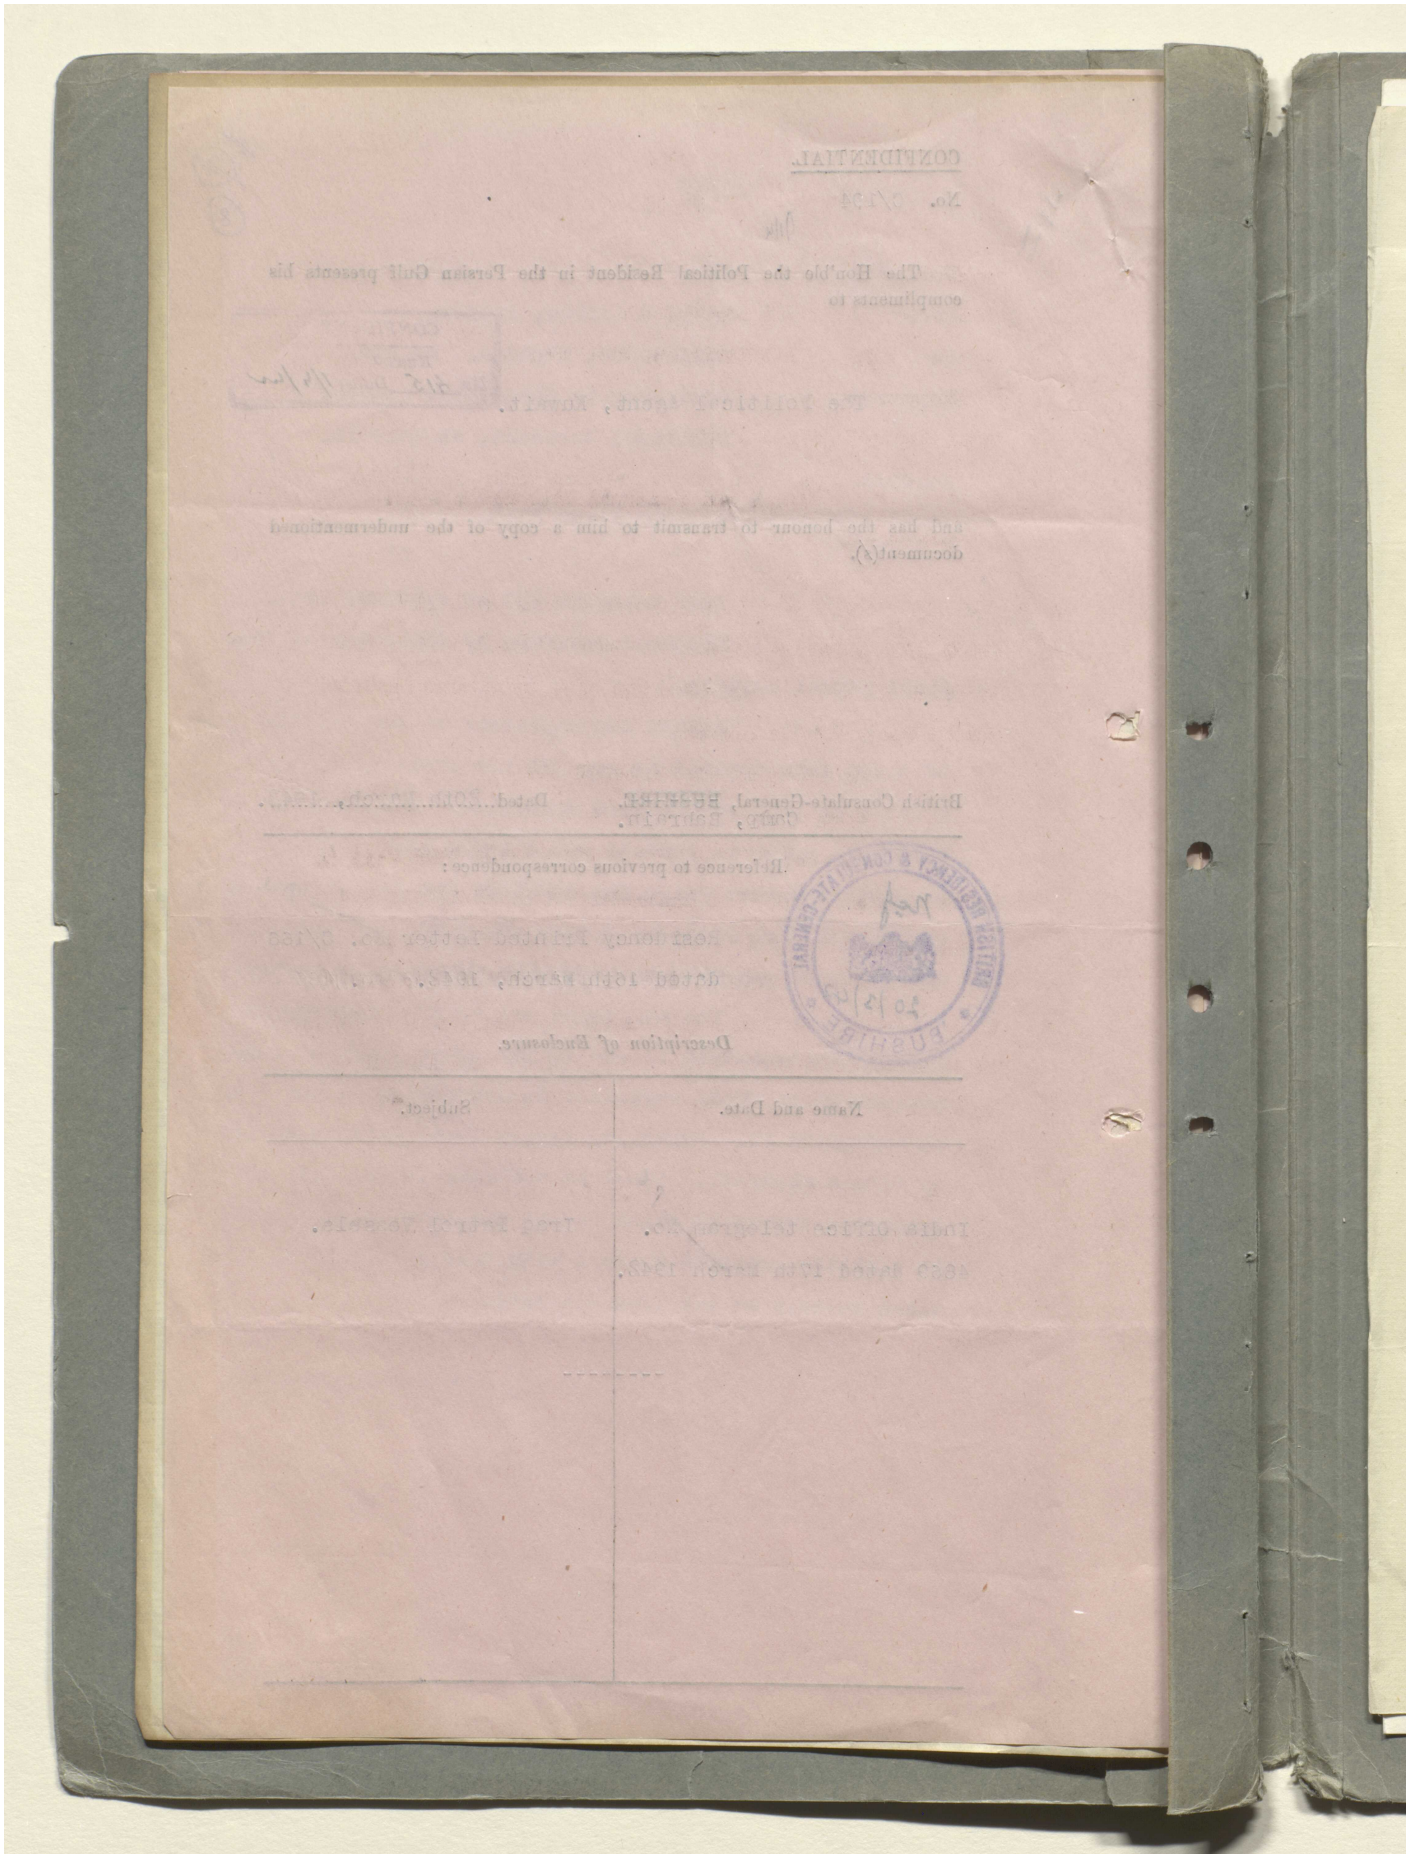 CONFIDENTIAL.
No. C/194
The Hon'ble the Political Resident in the Persian Gulf presents his
compliments to
The Political Agent, Kuwait.
and has the honour to transmit to him a copy of the undermentioned
document(s).
British Consulate-General, BUSHIRE. Dated 20th March, 1942.
Camp, Bahrain.
Reference to previous correspondence:
Residency Printed letter No.
dated 16th March, 1942.
BRITISH RESIDENCY & CONSULATE-GENERAL
BUSHIRE
20/3/42
Description of Enclosure.
Name and Date. Subject.
India Office telegram No. Iraq Petrol Vessels.
dated 17th March 1942.